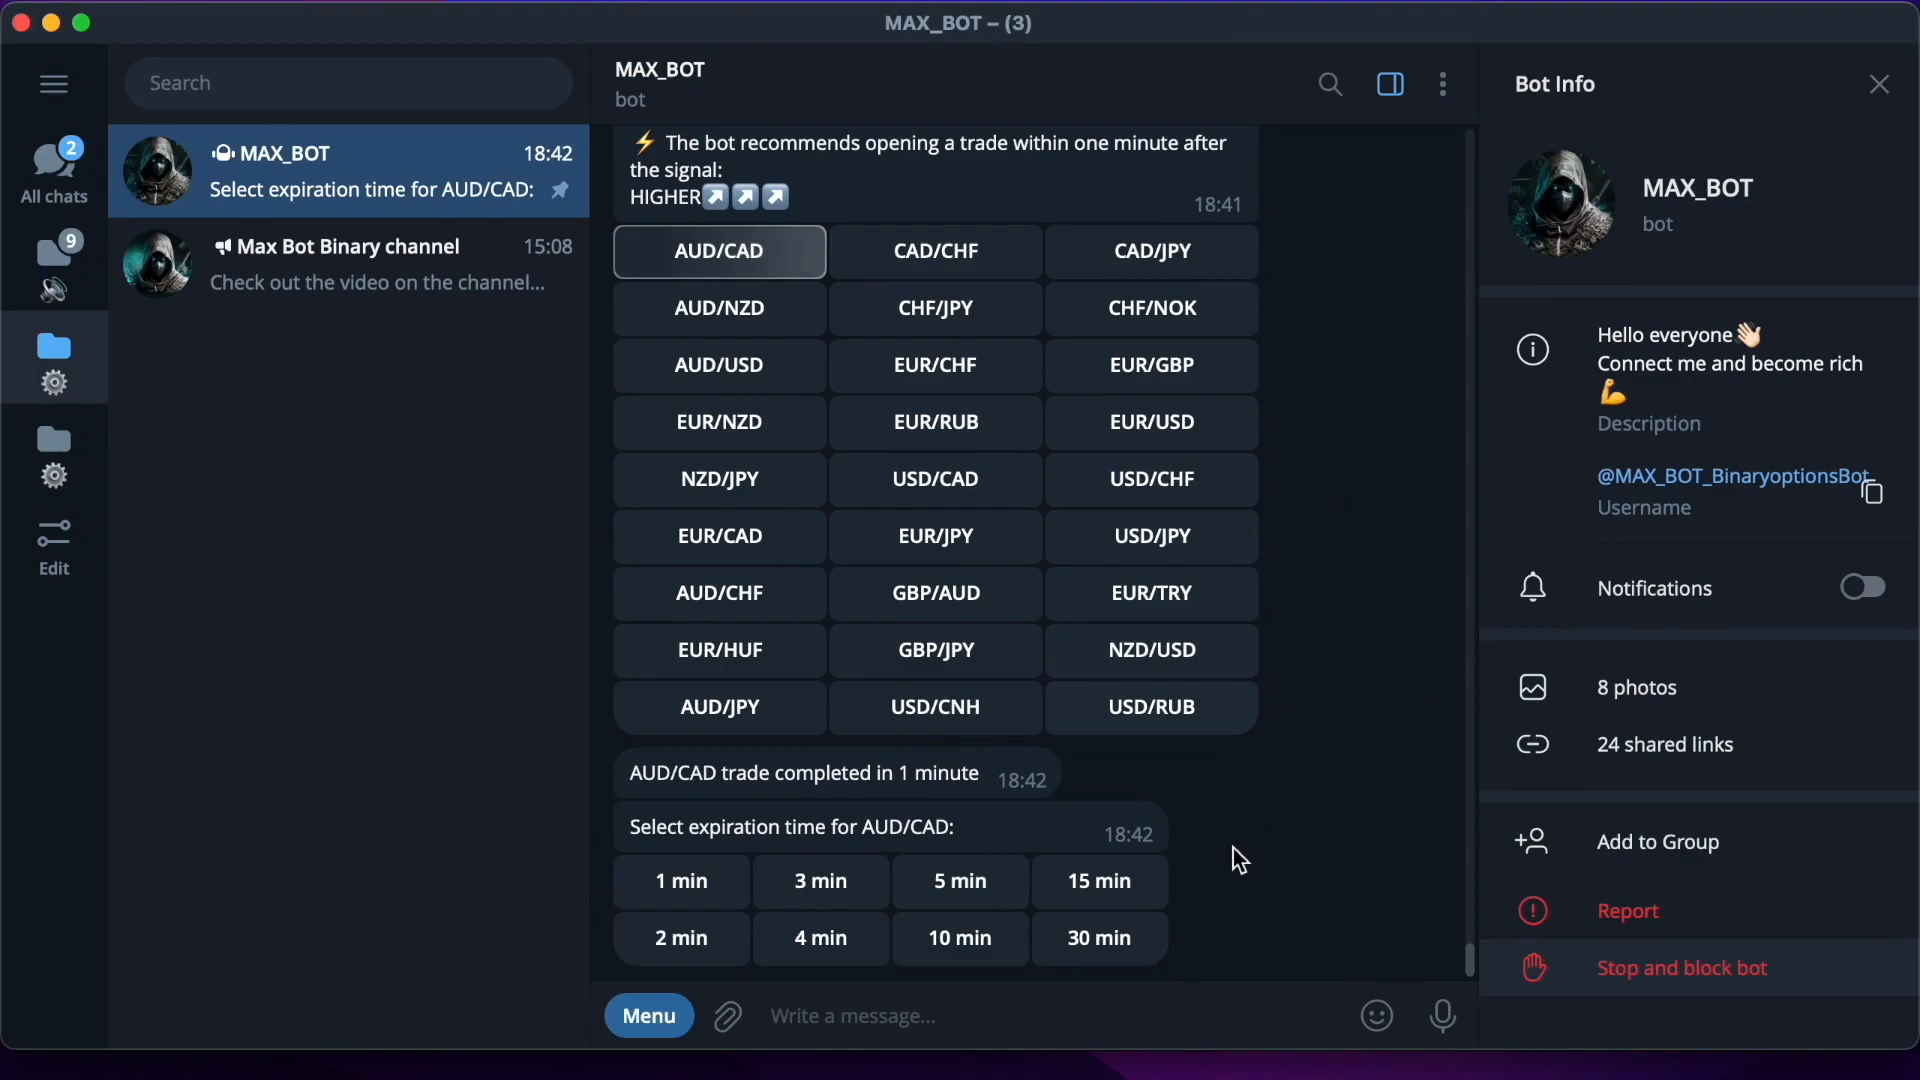 MAX_BOT – (3)
Search
2
All chats
9
Edit
MAX_BOT
18:42
Select expiration time for AUD/CAD:
Max Bot Binary channel
15:08
Check out the video on the channel...
MAX_BOT
bot
⚡ The bot recommends opening a trade within one minute after
the signal:
HIGHER↗️↗️↗️
18:41
AUD/CAD CAD/CHF CAD/JPY
AUD/NZD CHF/JPY CHF/NOK
AUD/USD EUR/CHF EUR/GBP
EUR/NZD EUR/RUB EUR/USD
NZD/JPY USD/CAD USD/CHF
EUR/CAD EUR/JPY USD/JPY
AUD/CHF GBP/AUD EUR/TRY
EUR/HUF GBP/JPY NZD/USD
AUD/JPY USD/CNH USD/RUB
AUD/CAD trade completed in 1 minute 18:42
Select expiration time for AUD/CAD: 18:42
1 min 3 min 5 min 15 min
2 min 4 min 10 min 30 min
Menu
Write a message...
Bot Info
MAX_BOT
bot
Hello everyone👋🏻
Connect me and become rich
💪
Description
@MAX_BOT_BinaryoptionsBot
Username
Notifications
8 photos
24 shared links
Add to Group
Report
Stop and block bot